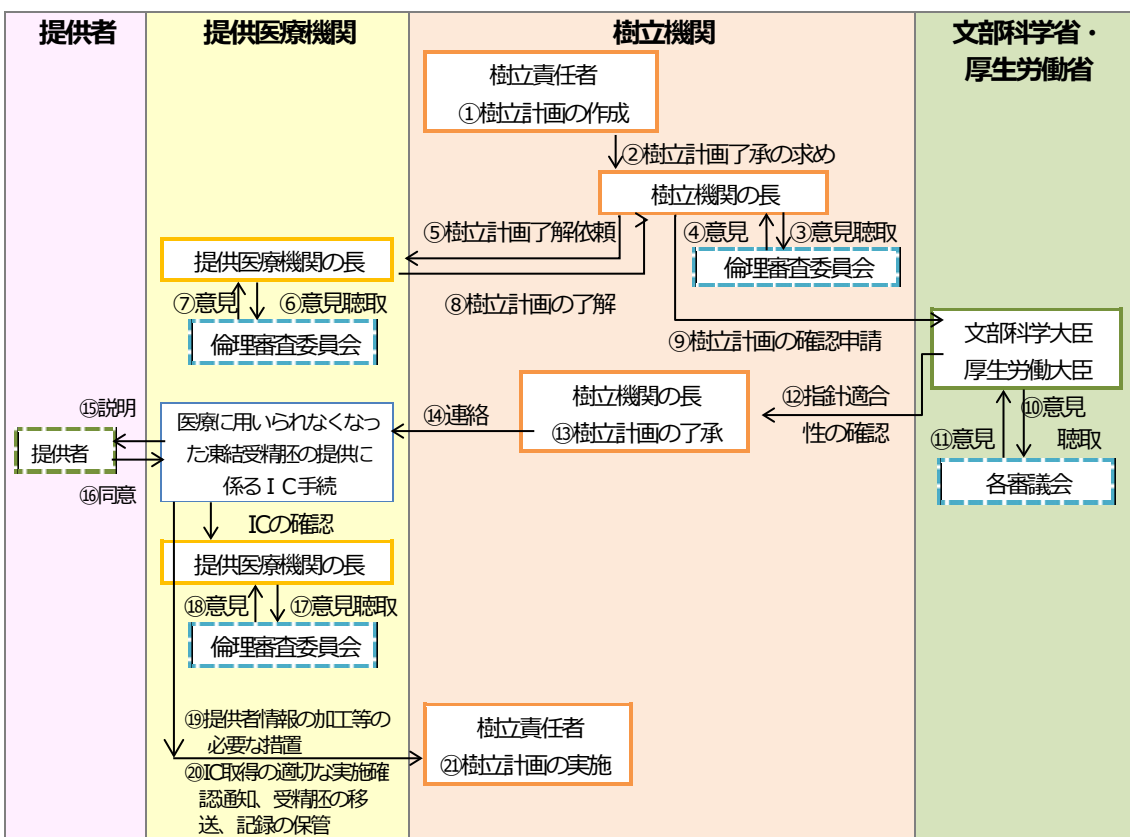 提供者
提供医療機関
樹立機関
文部科学省・
厚生労働省
樹立責任者
①樹立計画の作成
②樹立計画了承の求め
樹立機関の長
⑤樹立計画了解依頼
④意見
③意見聴取
倫理審査委員会
提供医療機関の長
⑦意見
⑥意見聴取
⑧樹立計画の了解
倫理審査委員会
⑨樹立計画の確認申請
文部科学大臣
厚生労働大臣
⑩意見
聴取
⑪意見
各審議会
⑫指針適合
性の確認
樹立機関の長
⑬樹立計画の了承
⑭連絡
医療に用いられなくなっ
た凍結受精胚の提供に
係るIC手続
⑮説明
提供者
⑯同意
ICの確認
提供医療機関の長
⑱意見
⑰意見聴取
倫理審査委員会
⑲提供者情報の加工等の
必要な措置
⑳IC取得の適切な実施確
認通知、受精胚の移
送、記録の保管
樹立責任者
㉑樹立計画の実施